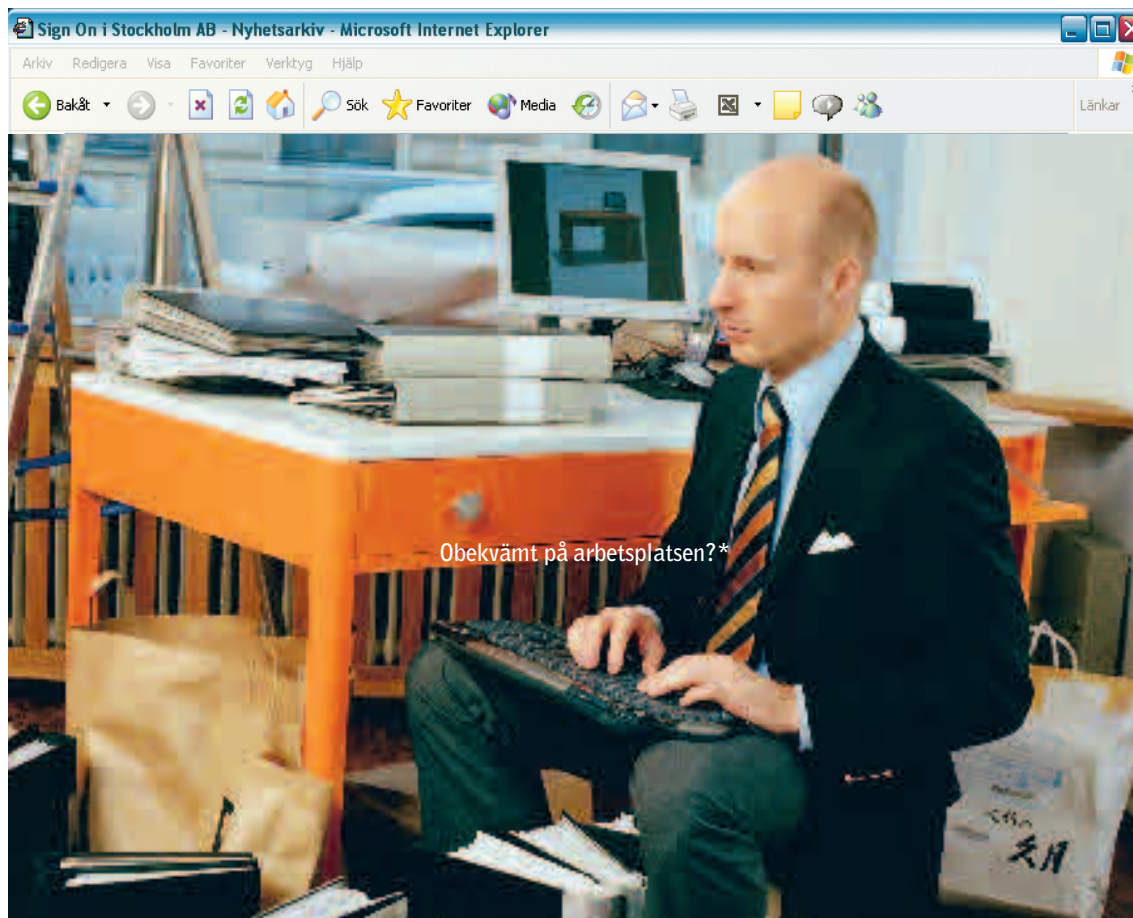 Sign On i Stockholm AB - Nyhetsarkiv - Microsoft Internet Explorer
Arkiv Redigera Visa Favoriter Verktyg Hjälp
Bakåt Sök Favoriter Media Länkar
Obekvämt på arbetsplatsen?*